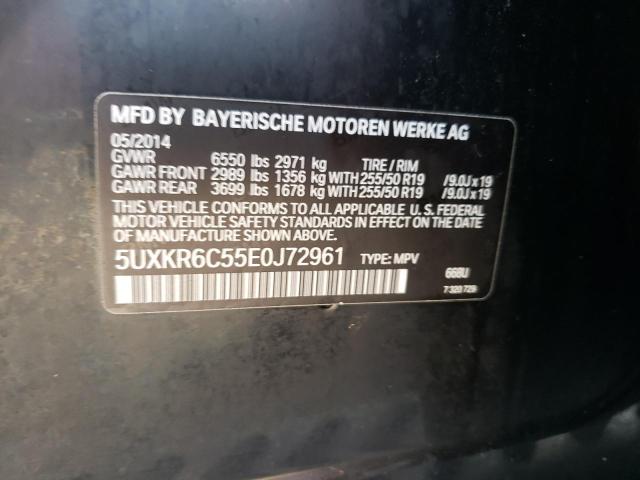 MFD BY BAYERISCHE MOTOREN WERKE AG
05/2014
GVWR 6550 lbs 2971 kg TIRE / RIM
GAWR FRONT 2989 lbs 1356 kg WITH 255/50 R19 /9.0J x 19
GAWR REAR 3699 lbs 1678 kg WITH 255/50 R19 /9.0J x 19
THIS VEHICLE CONFORMS TO ALL APPLICABLE U. S. FEDERAL
MOTOR VEHICLE SAFETY STANDARDS IN EFFECT ON THE DATE
OF MANUFACTURE SHOWN ABOVE.
5UXKR6C55E0J72961 TYPE: MPV
668U
7 320 729